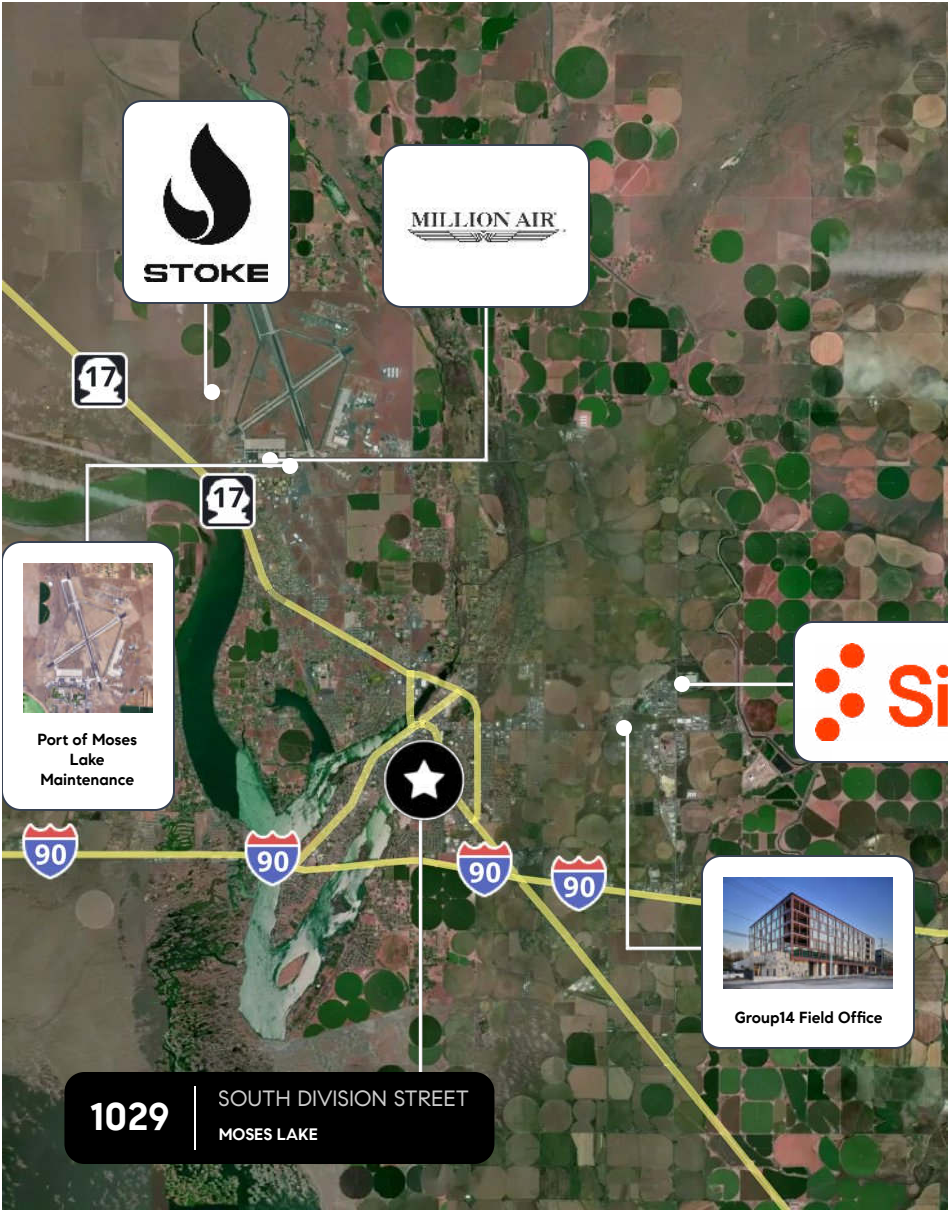 STOKE
MILLION AIR
17
17
Port of Moses
Lake
Maintenance
Si
90
90
90
90
Group14 Field Office
1029
SOUTH DIVISION STREET
MOSES LAKE